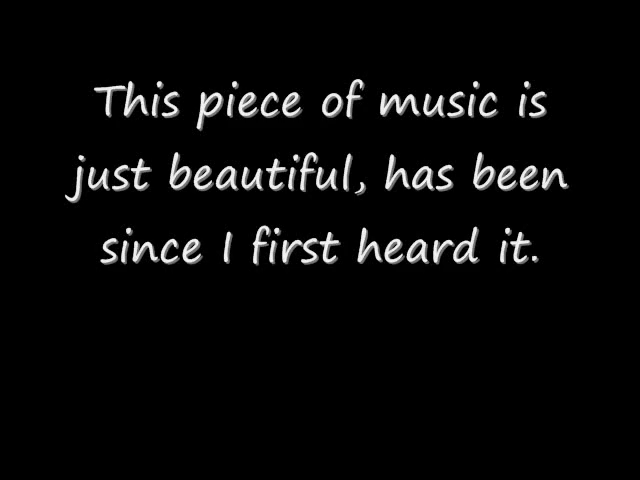 This piece of music is
just beautiful, has been
since I first heard it.